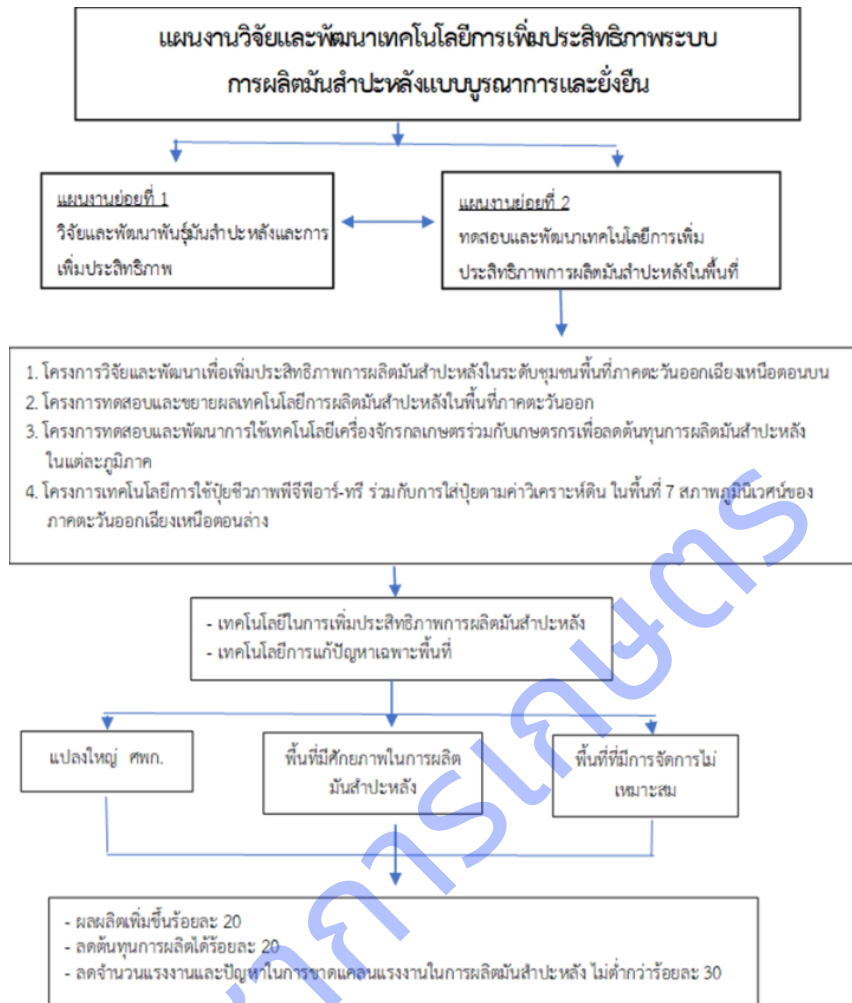 แผนงานวิจัยและพัฒนาเทคโนโลยีการเพิ่มประสิทธิภาพระบบ
การผลิตมันสำปะหลังแบบบูรณาการและยั่งยืน
แผนงานย่อยที่ 1
วิจัยและพัฒนาพันธุ์มันสำปะหลังและการ
เพิ่มประสิทธิภาพ
แผนงานย่อยที่ 2
ทดสอบและพัฒนาเทคโนโลยีการเพิ่ม
ประสิทธิภาพการผลิตมันสำปะหลังในพื้นที่
1. โครงการวิจัยและพัฒนาเพื่อเพิ่มประสิทธิภาพการผลิตมันสำปะหลังในระดับชุมชนพื้นที่ภาคตะวันออกเฉียงเหนือตอนบน
2. โครงการทดสอบและขยายผลเทคโนโลยีการผลิตมันสำปะหลังในพื้นที่ภาคตะวันออก
3. โครงการทดสอบและพัฒนาการใช้เทคโนโลยีเครื่องจักรกลเกษตรร่วมกับเกษตรกรเพื่อลดต้นทุนการผลิตมันสำปะหลัง
ในแต่ละภูมิภาค
4. โครงการเทคโนโลยีการใช้ปุ๋ยชีวภาพพีจีพีอาร์-ทรี ร่วมกับการใส่ปุ๋ยตามค่าวิเคราะห์ดิน ในพื้นที่ 7 สภาพภูมินิเวศน์ของ
ภาคตะวันออกเฉียงเหนือตอนล่าง
- เทคโนโลยีในการเพิ่มประสิทธิภาพการผลิตมันสำปะหลัง
- เทคโนโลยีการแก้ปัญหาเฉพาะพื้นที่
แปลงใหญ่ ศพก.
พื้นที่มีศักยภาพในการผลิต
มันสำปะหลัง
พื้นที่ที่มีการจัดการไม่
เหมาะสม
- ผลผลิตเพิ่มขึ้นร้อยละ 20
- ลดต้นทุนการผลิตได้ร้อยละ 20
- ลดจำนวนแรงงานและปัญหาในการขาดแคลนแรงงานในการผลิตมันสำปะหลัง ไม่ต่ำกว่าร้อยละ 30
าการเกษตร